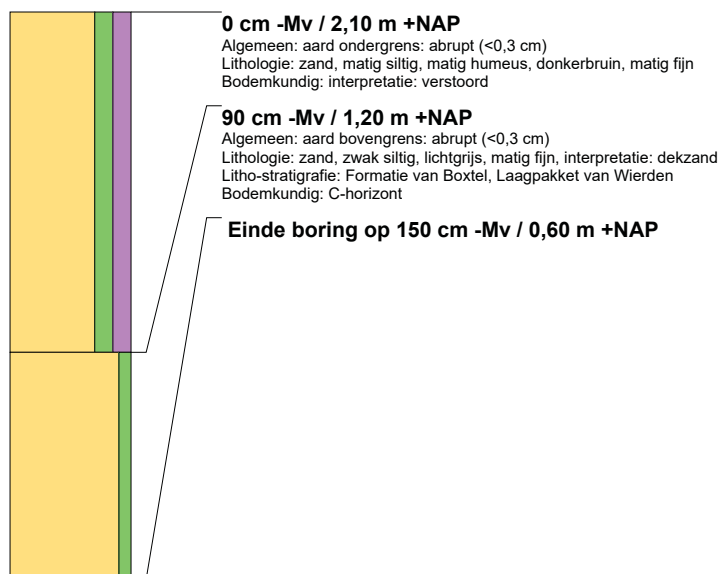 0 cm -Mv / 2,10 m +NAP
Algemeen: aard ondergrens: abrupt (<0,3 cm)
Lithologie: zand, matig siltig, matig humeus, donkerbruin, matig fijn
Bodemkundig: interpretatie: verstoord
90 cm -Mv / 1,20 m +NAP
Algemeen: aard bovengrens: abrupt (<0,3 cm)
Lithologie: zand, zwak siltig, lichtgrijs, matig fijn, interpretatie: dekzand
Litho-stratigrafie: Formatie van Boxtel, Laagpakket van Wierden
Bodemkundig: C-horizont
Einde boring op 150 cm -Mv / 0,60 m +NAP